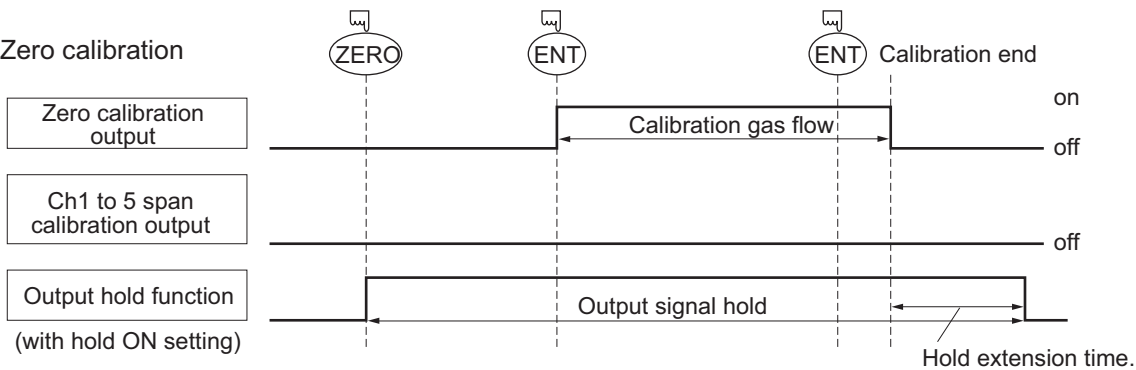 Zero calibration
ZERO
ENT
ENT
Calibration end
Zero calibration
output
Calibration gas flow
on
off
Ch1 to 5 span
calibration output
off
Output hold function
(with hold ON setting)
Output signal hold
Hold extension time.